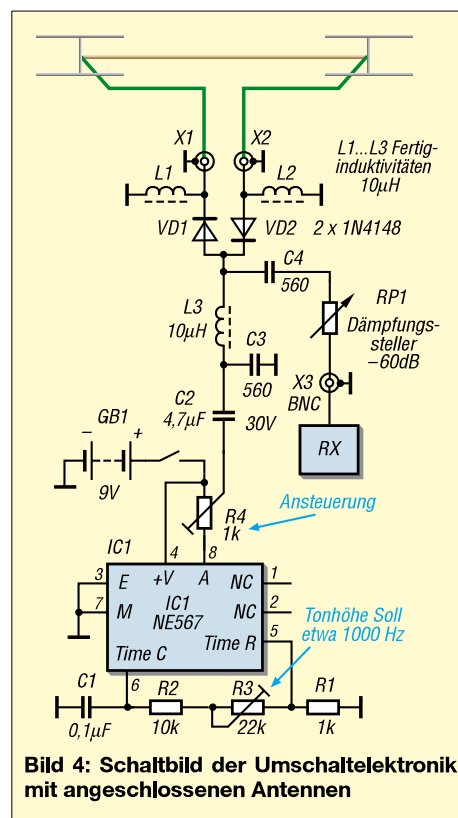 X1
X2
L1...L3 Fertig-
induktivitäten
10µH
L1
L2
VD1
VD2
2 x 1N4148
C4
560
L3
10µH
RP1
Dämpfungs-
steller
–60dB
C3
560
X3
BNC
C2
4,7µF
30V
RX
GB1
– +
9V
Ansteuerung
R4
1k
IC1
4
8
3
E
+V
A
NC
1
7
M
IC1
NE567
NC
2
Time R
5
Time C
6
Tonhöhe Soll
etwa 1000 Hz
C1
0,1µF
R2
10k
R3
22k
R1
1k
Bild 4: Schaltbild der Umschaltelektronik
mit angeschlossenen Antennen